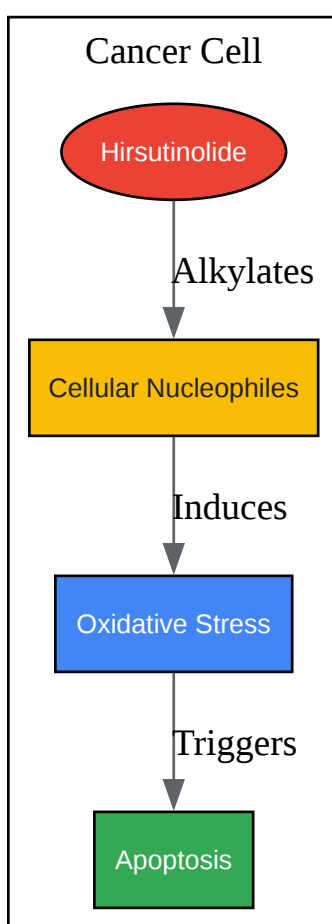 Cancer Cell
Hirsutinolide
Alkylates
Cellular Nucleophiles
Induces
Oxidative Stress
Triggers
Apoptosis